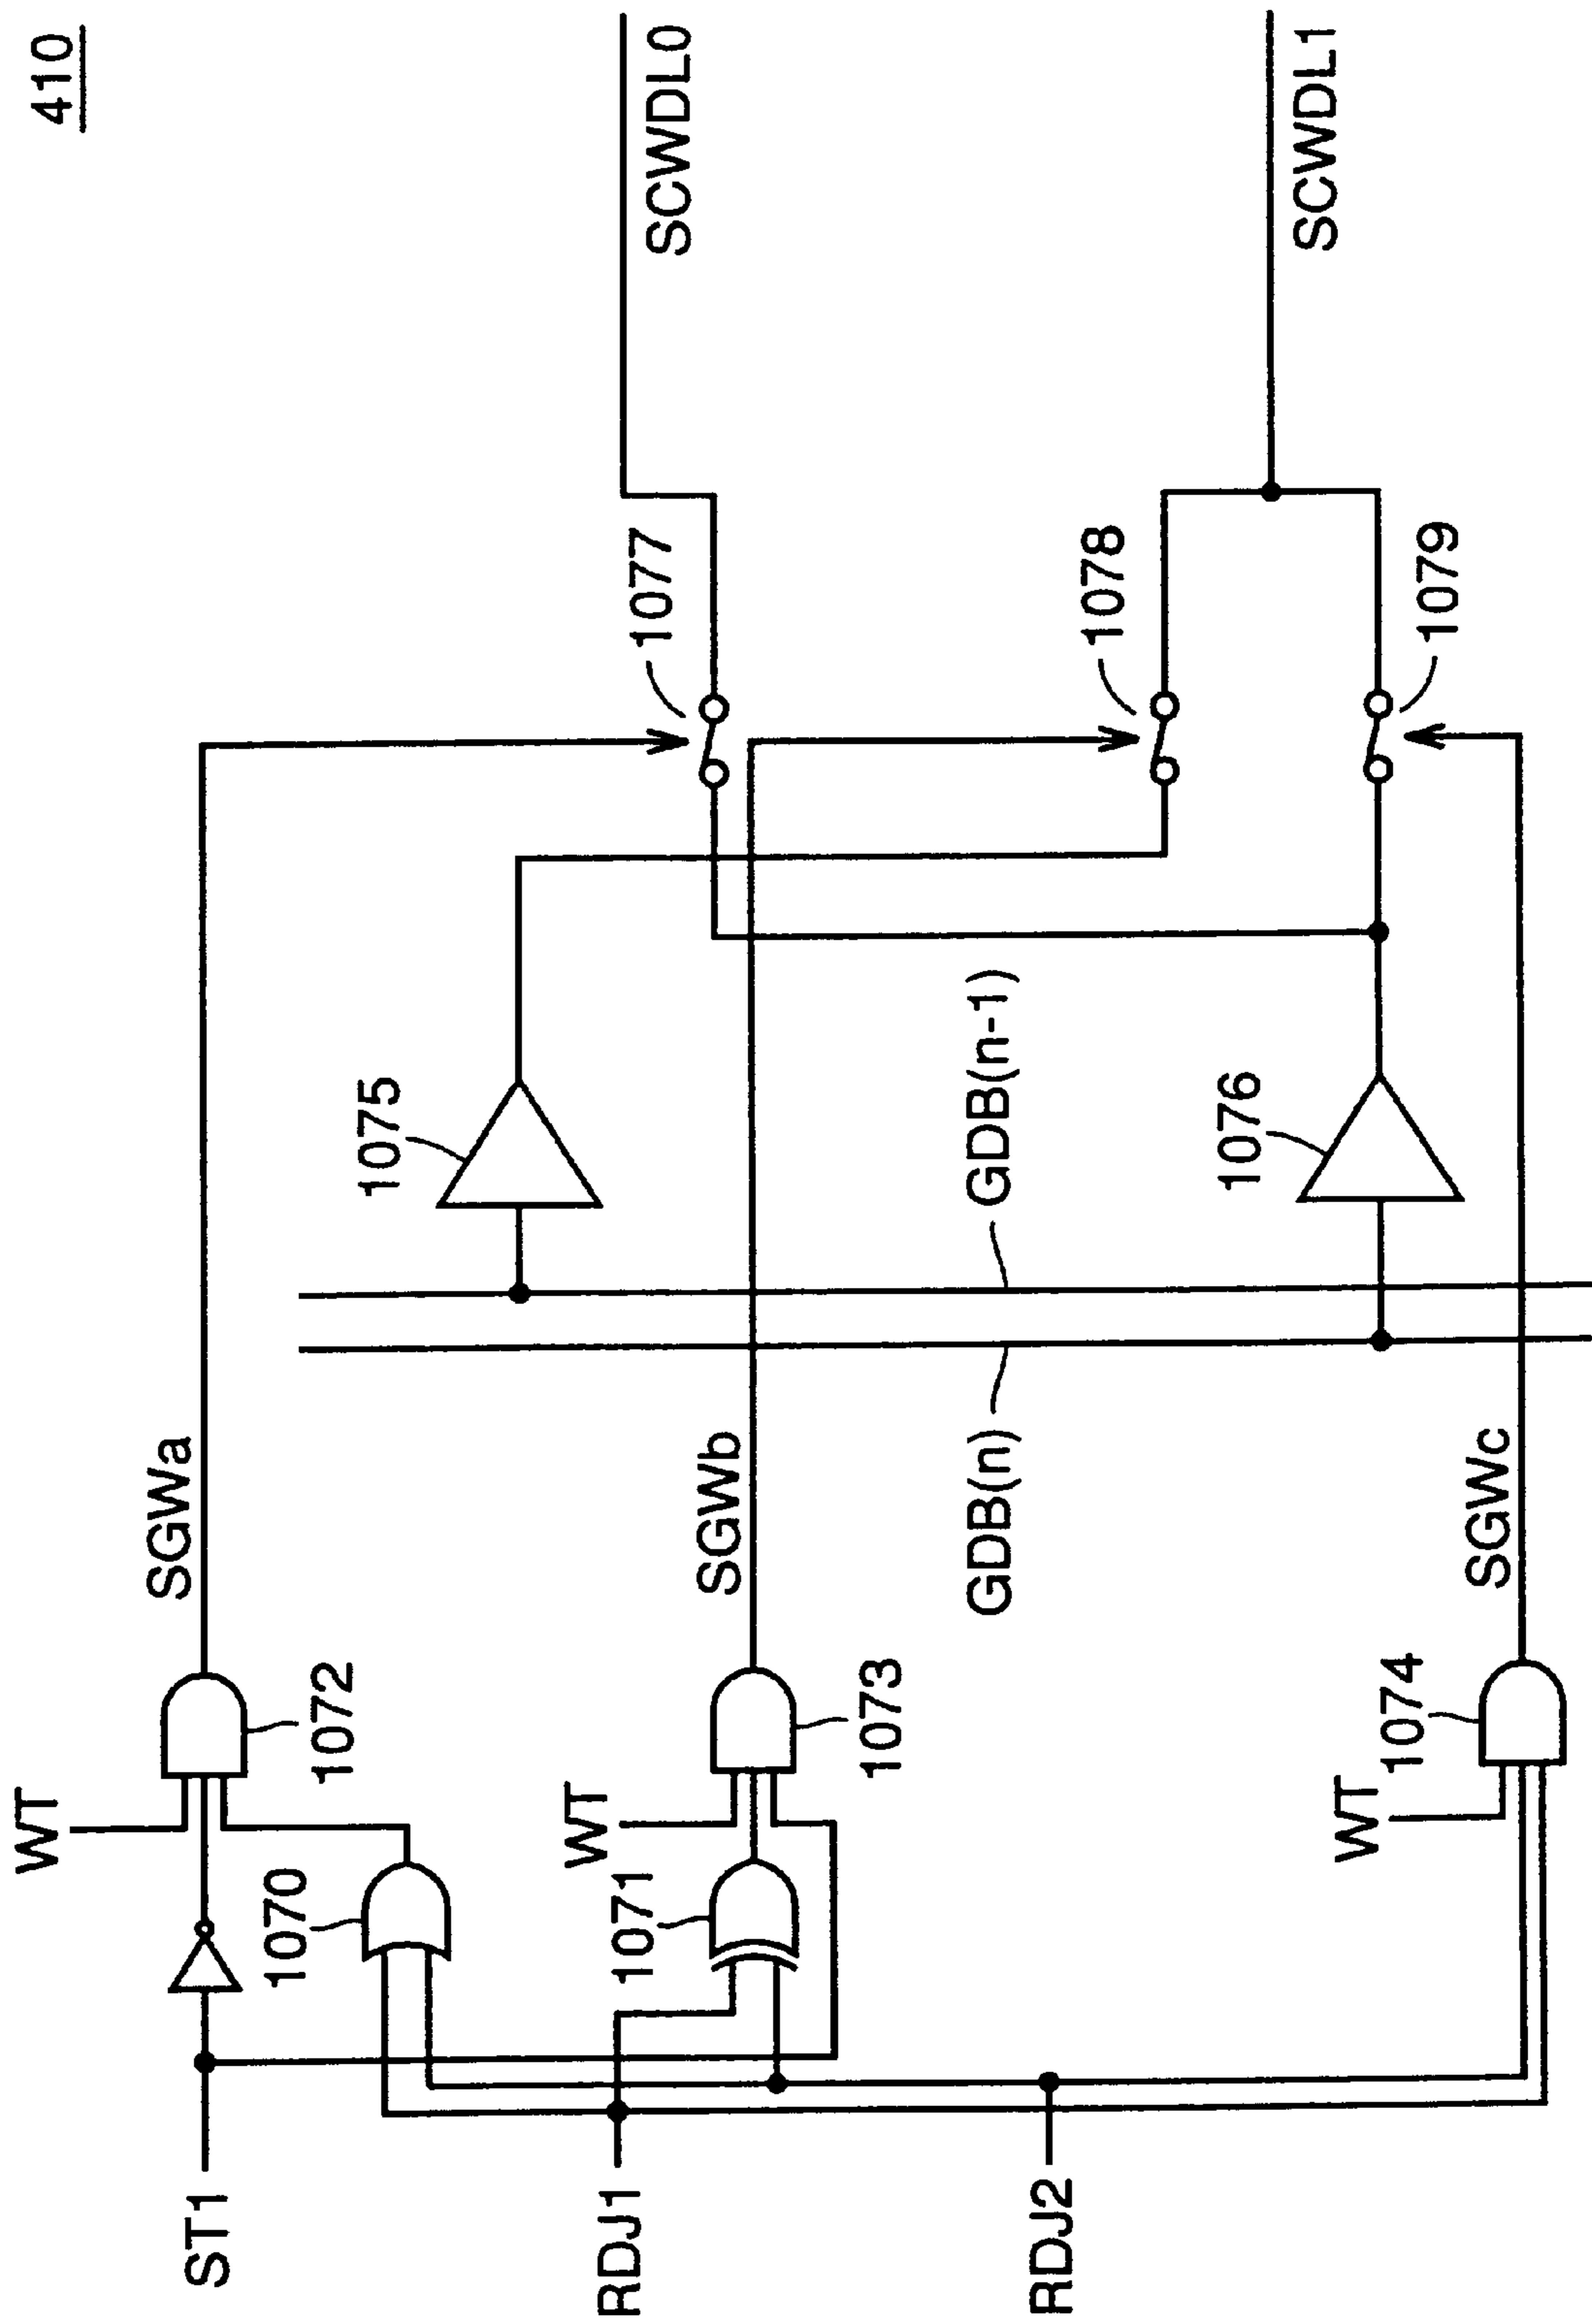 410
ST1
RDJ1
RDJ2
WT
1070
1072
SGWa
WT
1071
1073
SGWb
WT
1074
SGWc
GDB(n)
GDB(n-1)
1075
1076
1077
1078
1079
SCWDL0
SCWDL1